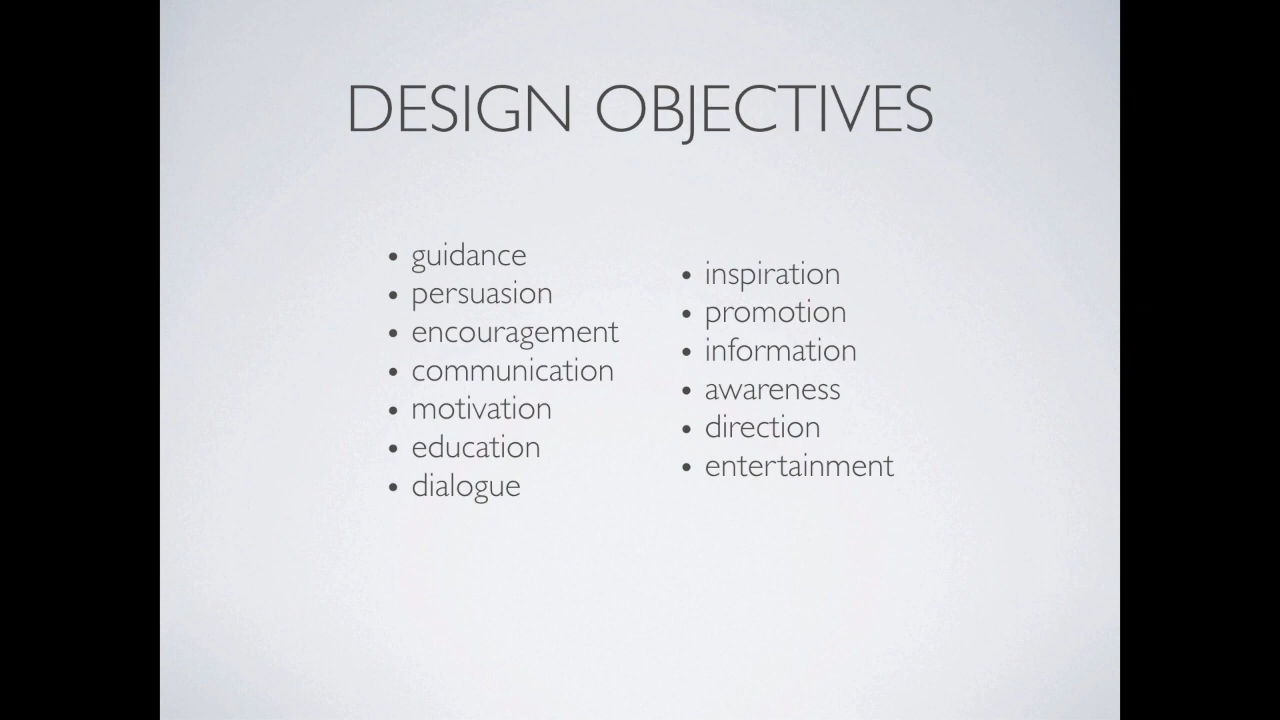 DESIGN OBJECTIVES
• guidance
• persuasion
• encouragement
• communication
• motivation
• education
• dialogue
• inspiration
• promotion
• information
• awareness
• direction
• entertainment